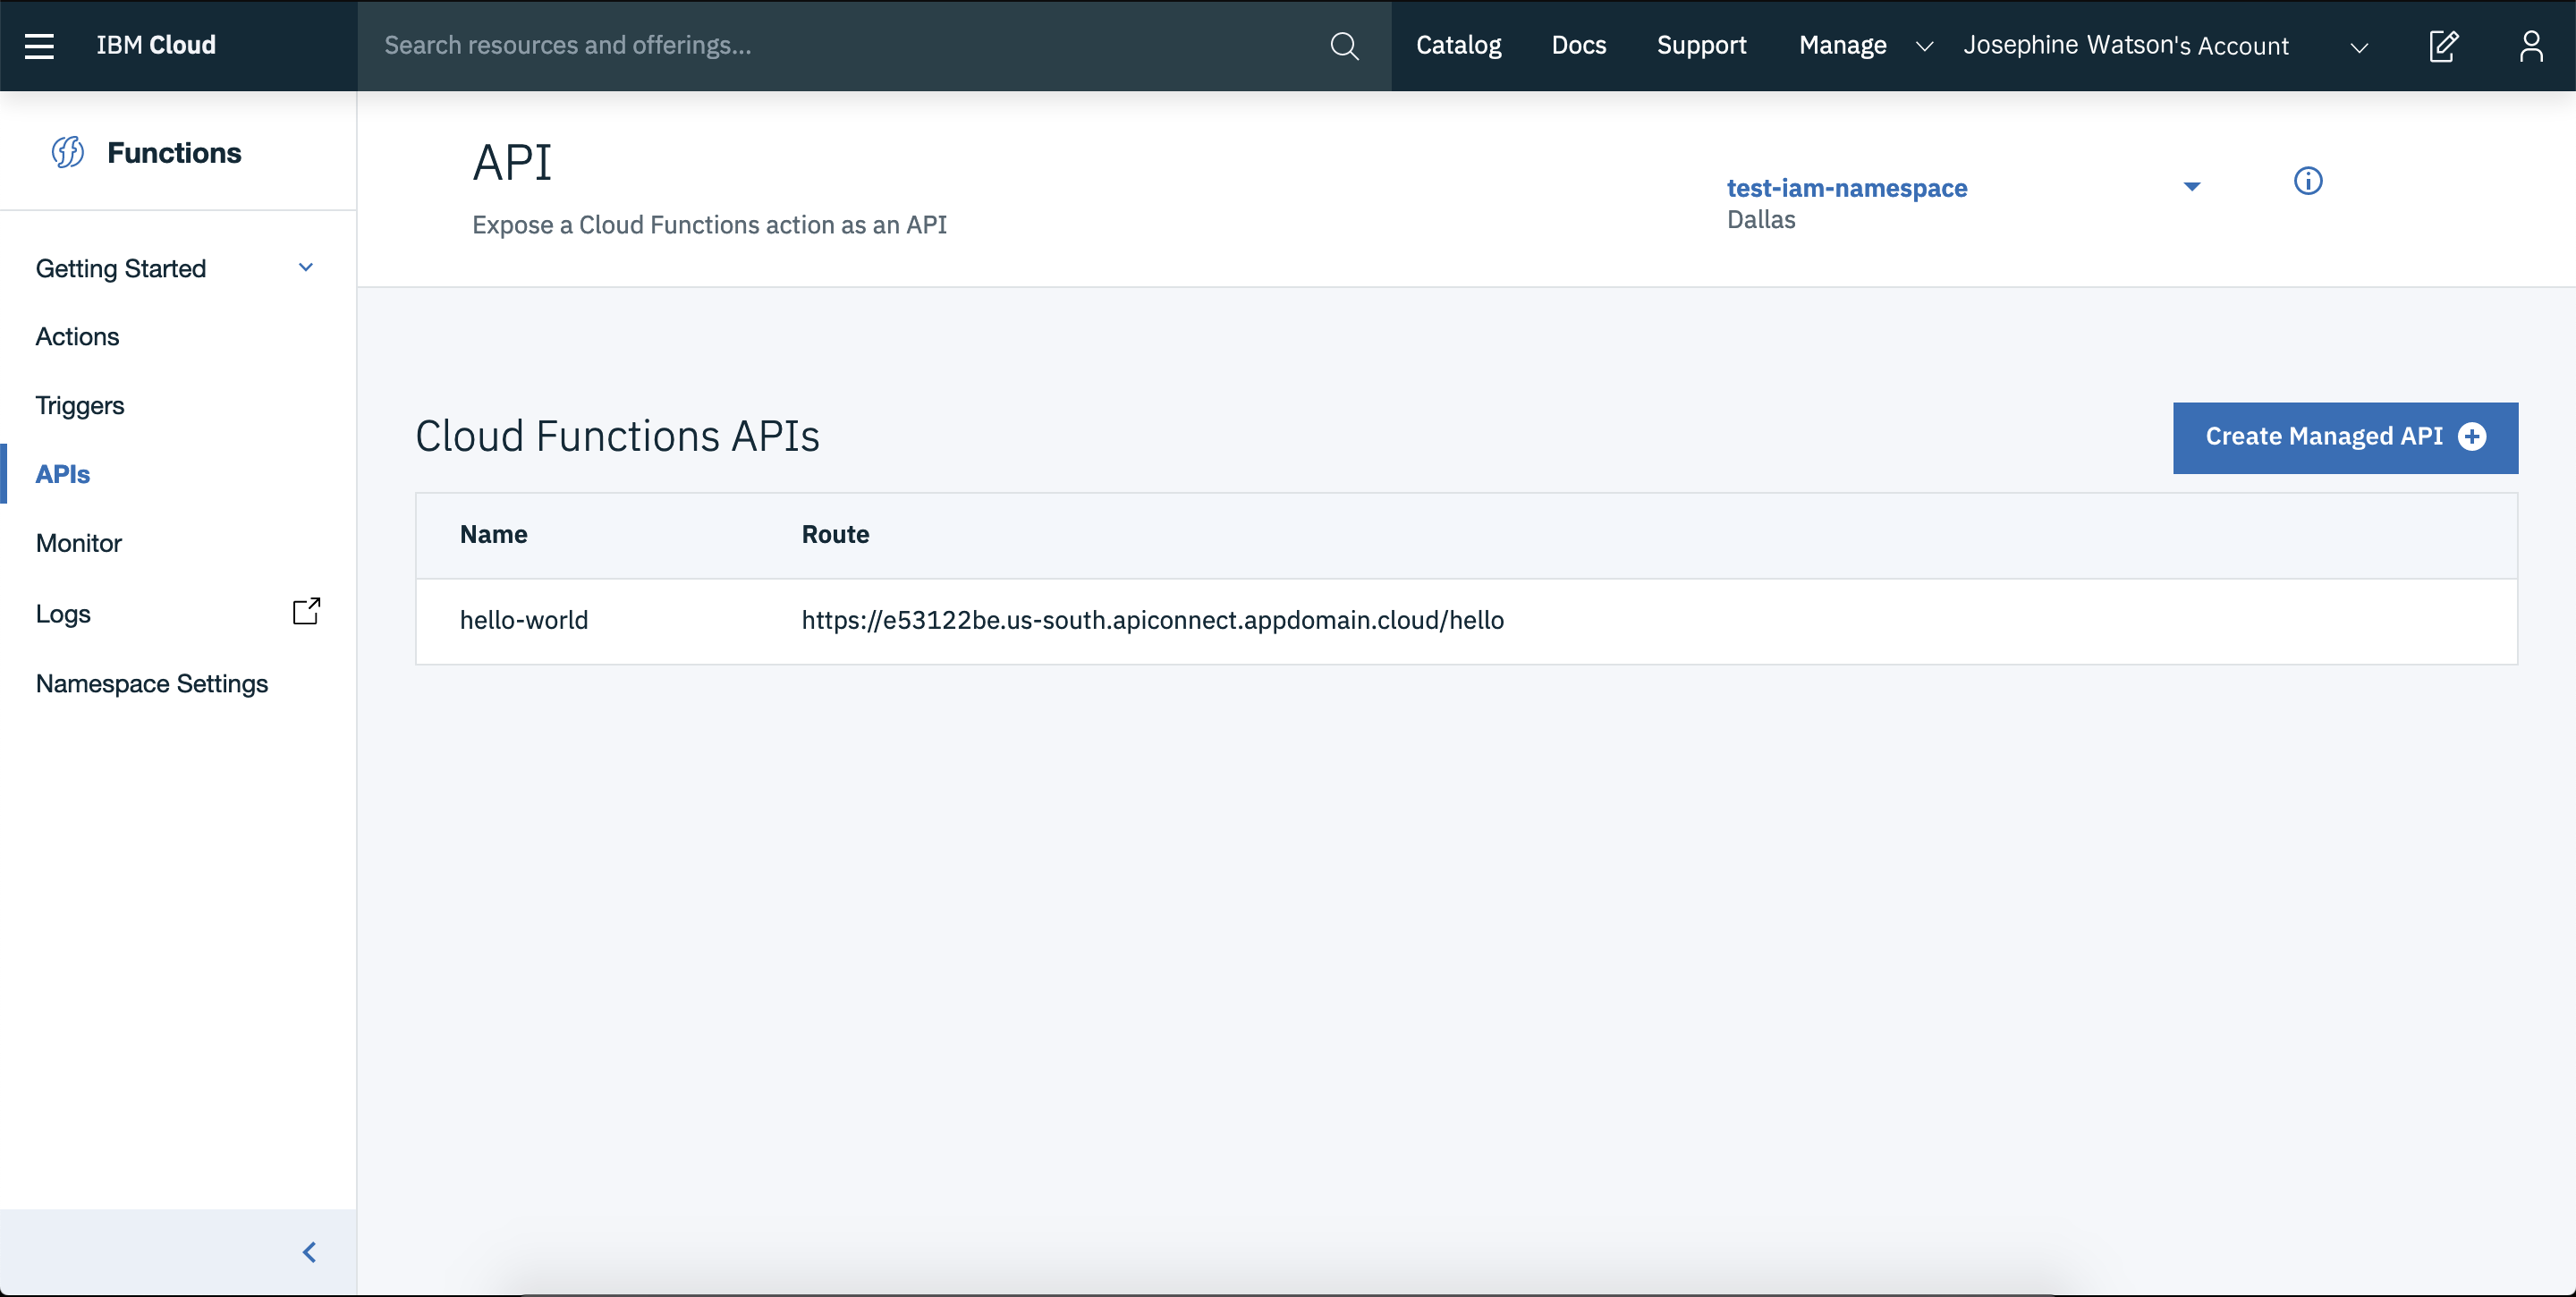 IBM Cloud
Search resources and offerings...
Catalog
Docs
Support
Manage
Josephine Watson's Account
Functions
Getting Started
Actions
Triggers
APIs
Monitor
Logs
Namespace Settings
API
Expose a Cloud Functions action as an API
test-iam-namespace
Dallas
Cloud Functions APIs
Create Managed API
Name Route
hello-world https://e53122be.us-south.apiconnect.appdomain.cloud/hello